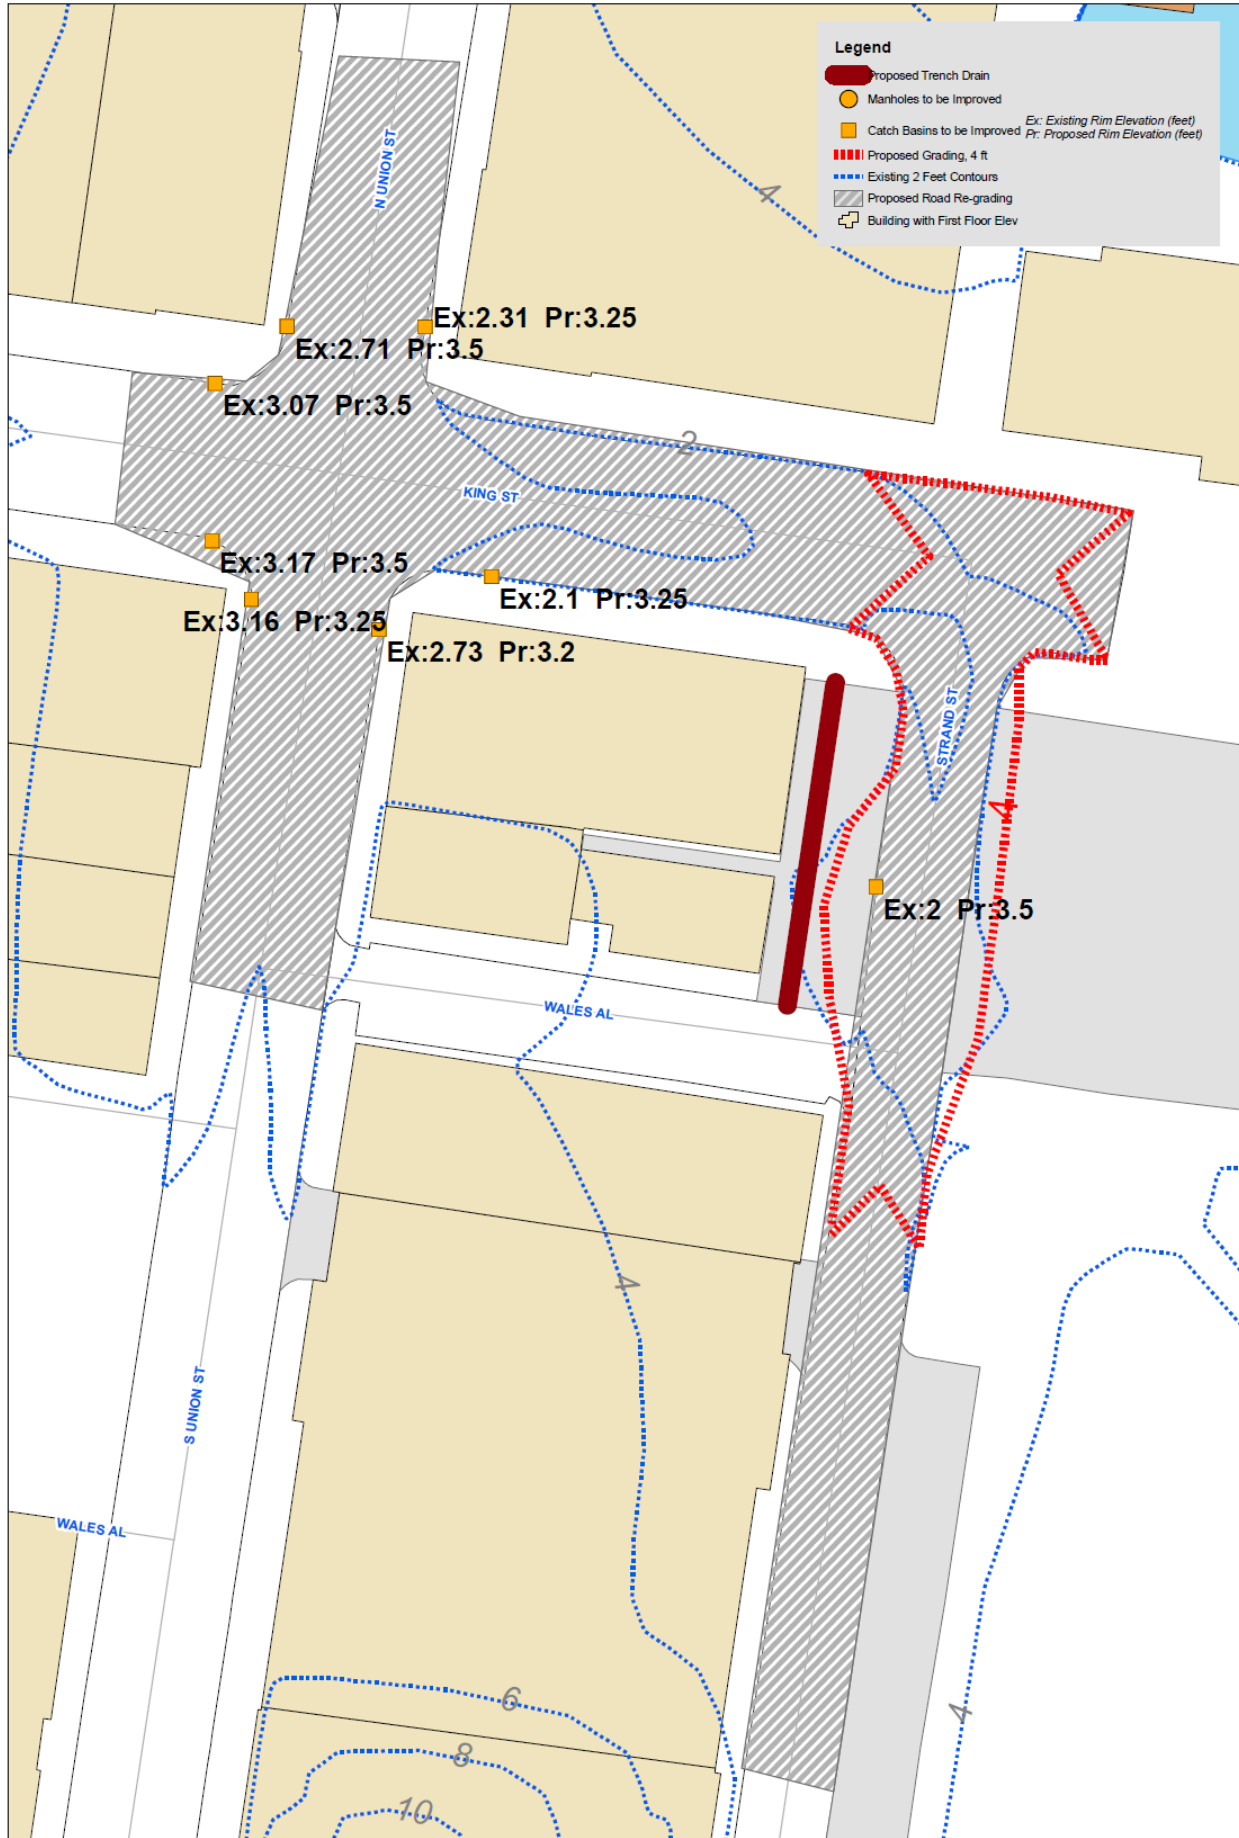 Legend
Proposed Trench Drain
Manholes to be Improved
Catch Basins to be Improved
Ex: Existing Rim Elevation (feet)
Pr: Proposed Rim Elevation (feet)
Proposed Grading, 4 ft
Existing 2 Feet Contours
Proposed Road Re-grading
Building with First Floor Elev
N UNION ST
4
Ex:2.31 Pr:3.25
Ex:2.71 Pr:3.5
Ex:3.07 Pr:3.5
2
KING ST
Ex:3.17 Pr:3.5
Ex:2.1 Pr:3.25
Ex:3.16 Pr:3.25
Ex:2.73 Pr:3.2
STRAND ST
4
Ex:2 Pr:3.5
WALES AL
4
S UNION ST
WALES AL
6
4
8
10